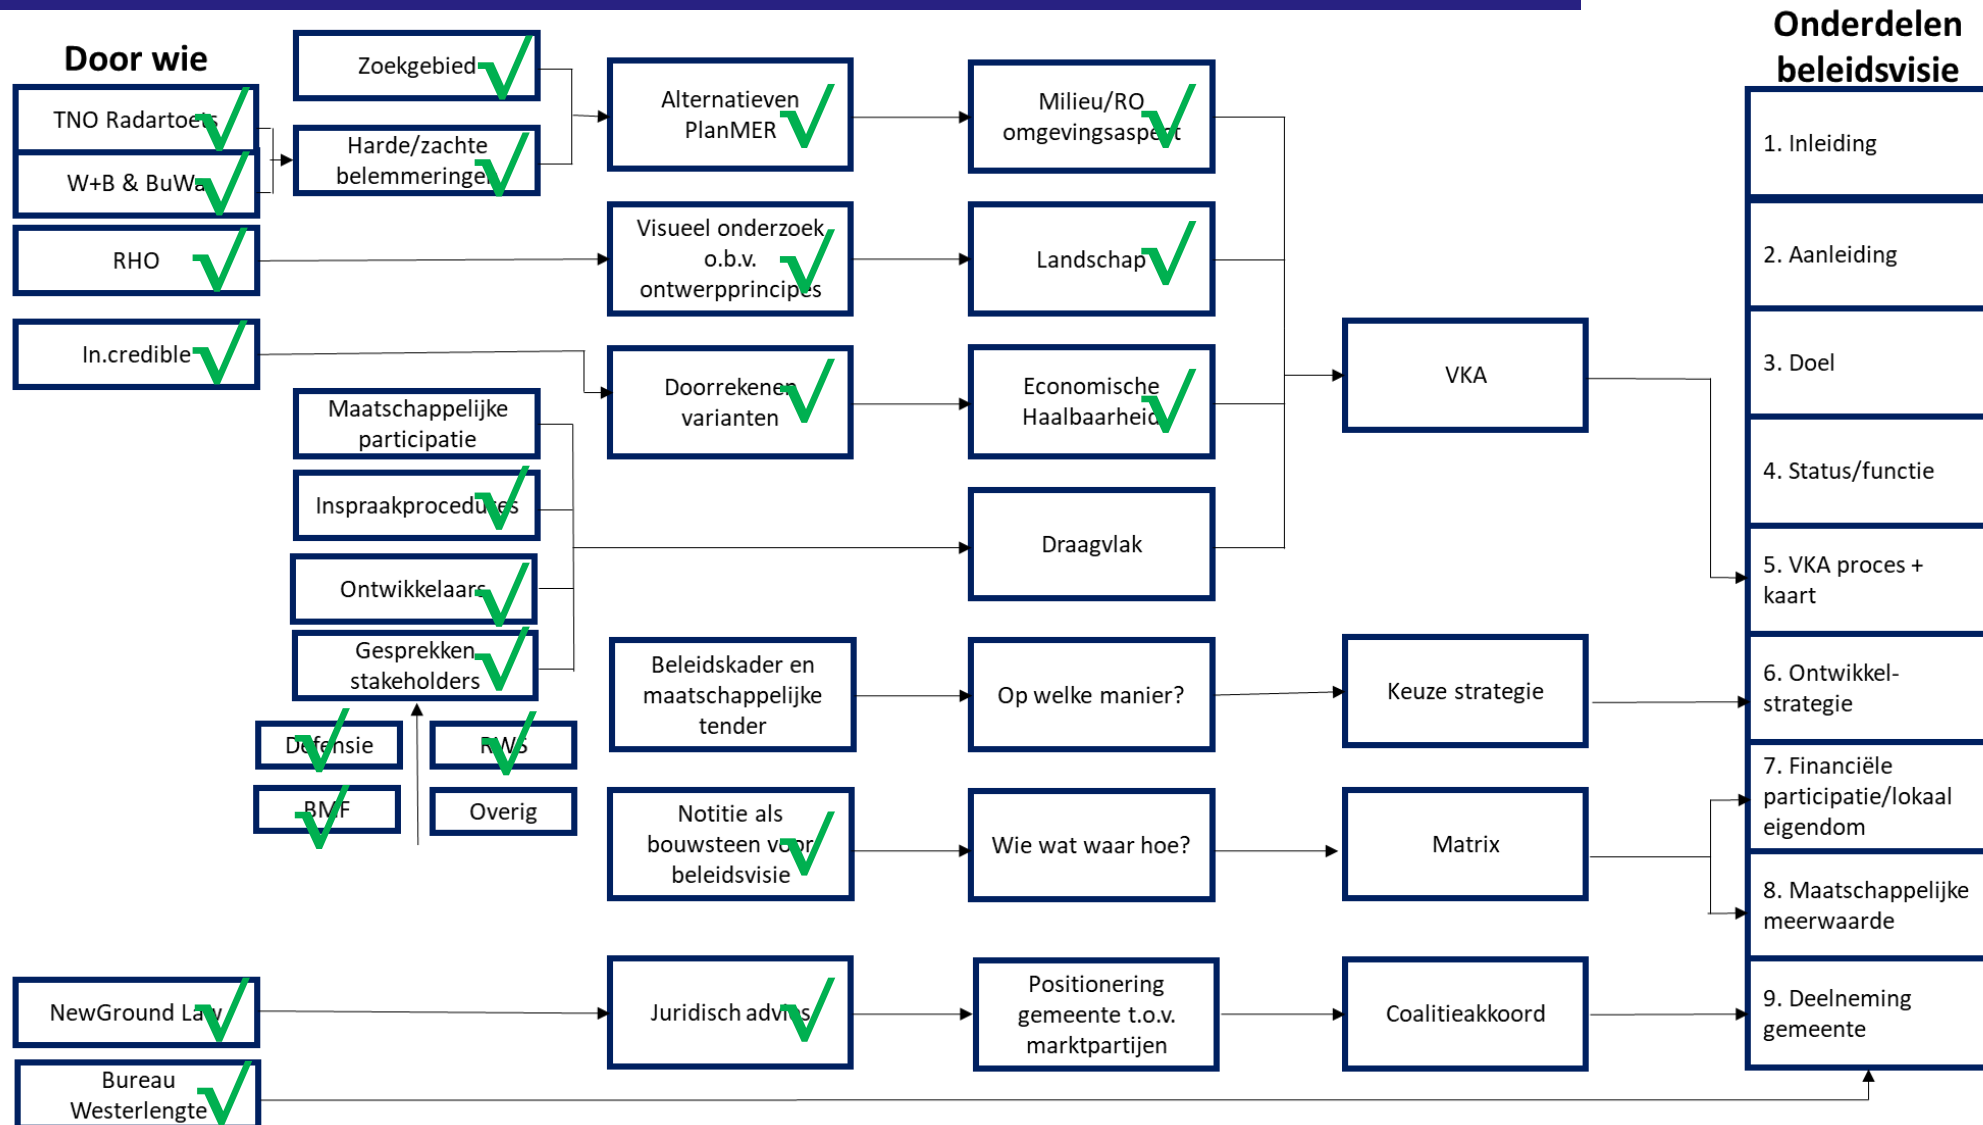 Door wie
TNO Radartoets
W+B & BuWa
RHO
In.credible
NewGround Law
Bureau
Westerlengte
Zoekgebied
Harde/zachte
belemmeringen
Maatschappelijke
participatie
Inspraakprocedures
Ontwikkelaars
Gesprekken
stakeholders
Defensie
RWS
BMF
Overig
Alternatieven
PlanMER
Visueel onderzoek
o.b.v.
ontwerpprincipes
Doorrekenen
varianten
Beleidskader en
maatschappelijke
tender
Notitie als
bouwsteen voor
beleidsvisie
Juridisch advies
Milieu/RO
omgevingsaspect
Landschap
Economische
Haalbaarheid
Draagvlak
Op welke manier?
Wie wat waar hoe?
Positionering
gemeente t.o.v.
marktpartijen
VKA
Keuze strategie
Matrix
Coalitieakkoord
Onderdelen
beleidsvisie
1. Inleiding
2. Aanleiding
3. Doel
4. Status/functie
5. VKA proces +
kaart
6. Ontwikkel-
strategie
7. Financiële
participatie/lokaal
eigendom
8. Maatschappelijke
meerwaarde
9. Deelneming
gemeente